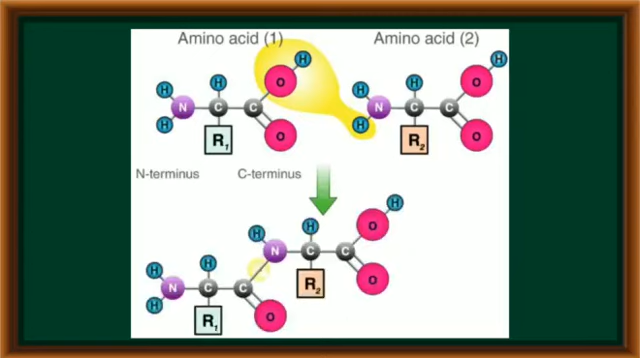 Amino acid (1) Amino acid (2)
H H
O O
H H H H
N C C N C C
H H
R1 O R2 O
N-terminus C-terminus
H
H H O
N C C
H H
R2 O
N C C
H
R1 O